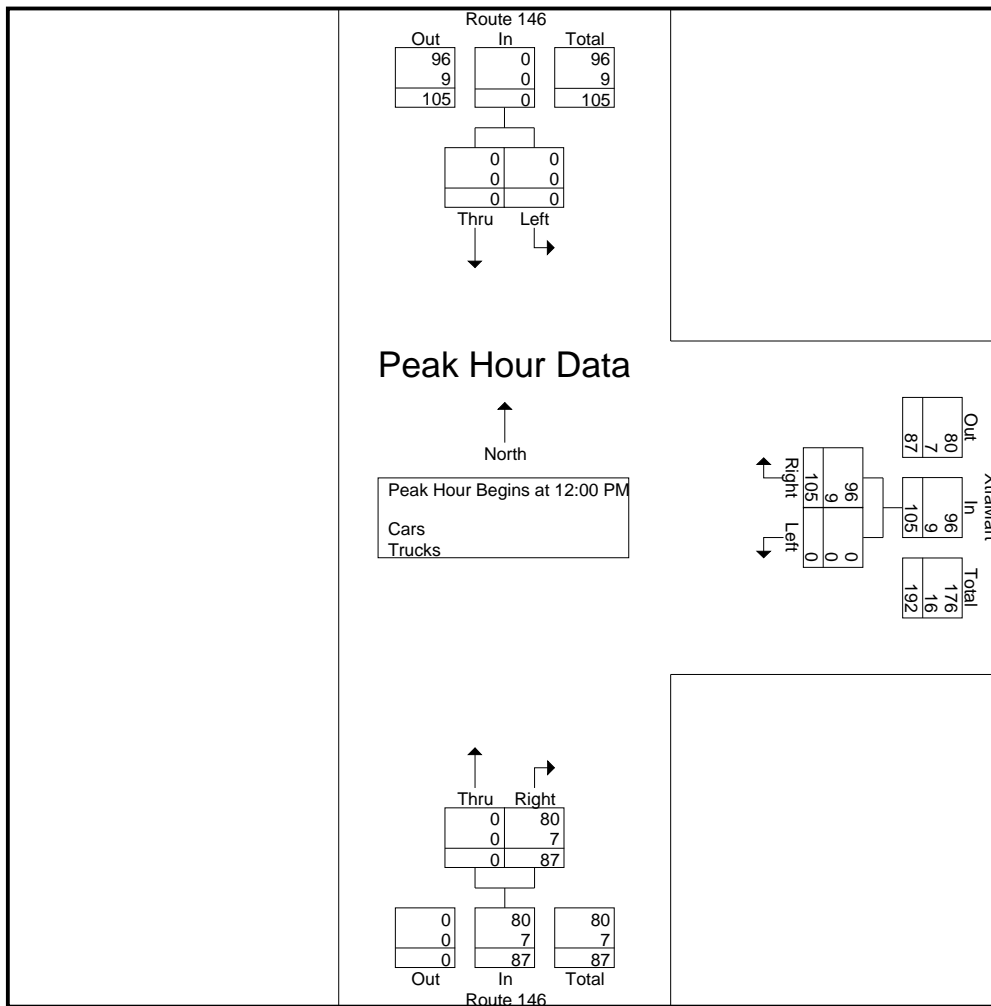 Route 146
Out In Total
96 0 96
9 0 9
105 0 105
0 0
0 0
0 0
Thru Left
Peak Hour Data
North
Peak Hour Begins at 12:00 PM
Cars
Trucks
Right Left
96 0
9 0
105 0
Out In Total
80 96 176
7 9 16
87 105 192
Thru Right
0 80
0 7
0 87
0 80 80
0 7 7
0 87 87
Out In Total
Route 146